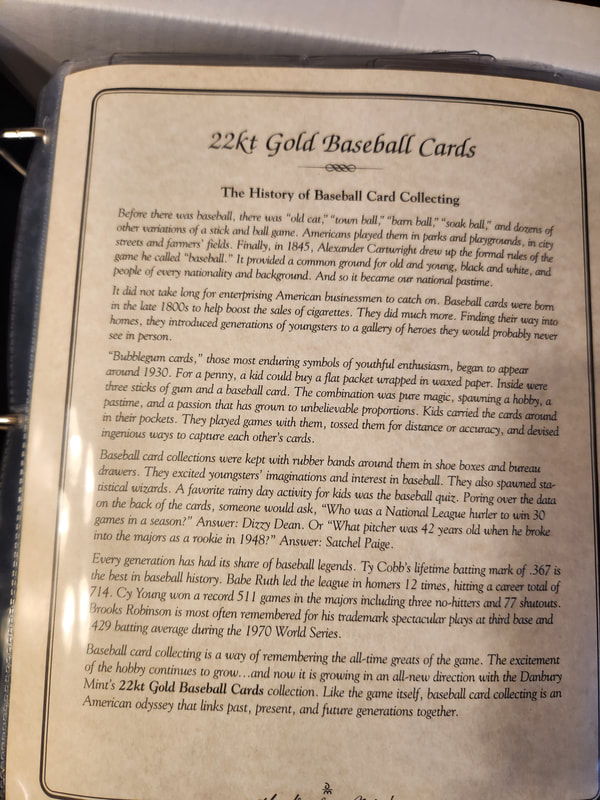 22kt Gold Baseball Cards
The History of Baseball Card Collecting
Before there was baseball, there was "old cat," "town ball," "barn ball," "soak ball," and dozens of
other variations of a stick and ball game. Americans played them in parks and playgrounds, in city
streets and farmers' fields. Finally, in 1845, Alexander Cartwright drew up the formal rules of the
game he called "baseball." It provided a common ground for old and young, black and white, and
people of every nationality and background. And so it became our national pastime.
It did not take long for enterprising American businessmen to catch on. Baseball cards were born
in the late 1800s to help boost the sales of cigarettes. They did much more. Finding their way into
homes, they introduced generations of youngsters to a gallery of heroes they would probably never
see in person.
"Bubblegum cards," those most enduring symbols of youthful enthusiasm, began to appear
around 1930. For a penny, a kid could buy a flat packet wrapped in waxed paper. Inside were
three sticks of gum and a baseball card. The combination was pure magic, spawning a hobby, a
pastime, and a passion that has grown to unbelievable proportions. Kids carried the cards around
in their pockets. They played games with them, tossed them for distance or accuracy, and devised
ingenious ways to capture each other's cards.
Baseball card collections were kept with rubber bands around them in shoe boxes and bureau
drawers. They excited youngsters' imaginations and interest in baseball. They also spawned sta-
tistical wizards. A favorite rainy day activity for kids was the baseball quiz. Poring over the data
on the back of the cards, someone would ask, "Who was a National League hurler to win 30
games in a season?" Answer: Dizzy Dean. Or "What pitcher was 42 years old when he broke
into the majors as a rookie in 1948?" Answer: Satchel Paige.
Every generation has had its share of baseball legends. Ty Cobb's lifetime batting mark of .367 is
the best in baseball history. Babe Ruth led the league in homers 12 times, hitting a career total of
714. Cy Young won a record 511 games in the majors including three no-hitters and 77 shutouts.
Brooks Robinson is most often remembered for his trademark spectacular plays at third base and
.429 batting average during the 1970 World Series.
Baseball card collecting is a way of remembering the all-time greats of the game. The excitement
of the hobby continues to grow...and now it is growing in an all-new direction with the Danbury
Mint's 22kt Gold Baseball Cards collection. Like the game itself, baseball card collecting is an
American odyssey that links past, present, and future generations together.